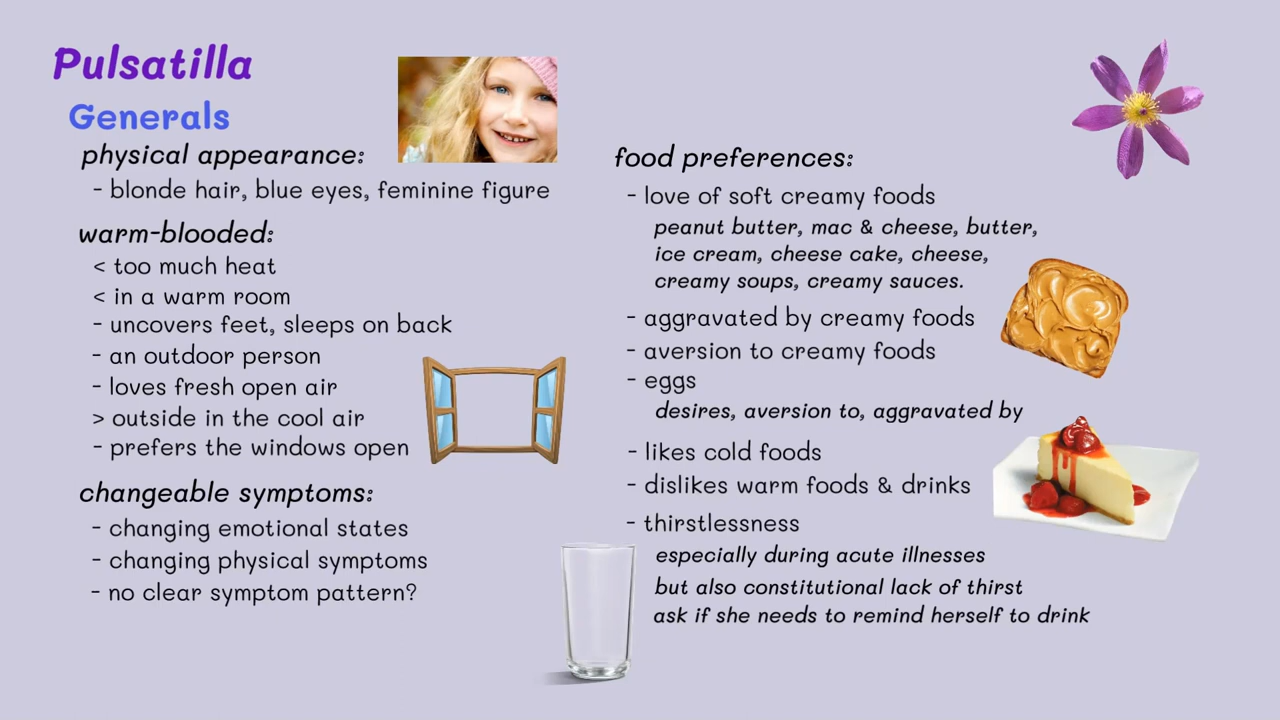 Pulsatilla
Generals
physical appearance:
- blonde hair, blue eyes, feminine figure
warm-blooded:
< too much heat
< in a warm room
- uncovers feet, sleeps on back
- an outdoor person
- loves fresh open air
> outside in the cool air
- prefers the windows open
changeable symptoms:
- changing emotional states
- changing physical symptoms
- no clear symptom pattern?
food preferences:
- love of soft creamy foods
peanut butter, mac & cheese, butter,
ice cream, cheese cake, cheese,
creamy soups, creamy sauces.
- aggravated by creamy foods
- aversion to creamy foods
- eggs
desires, aversion to, aggravated by
- likes cold foods
- dislikes warm foods & drinks
- thirstlessness
especially during acute illnesses
but also constitutional lack of thirst
ask if she needs to remind herself to drink